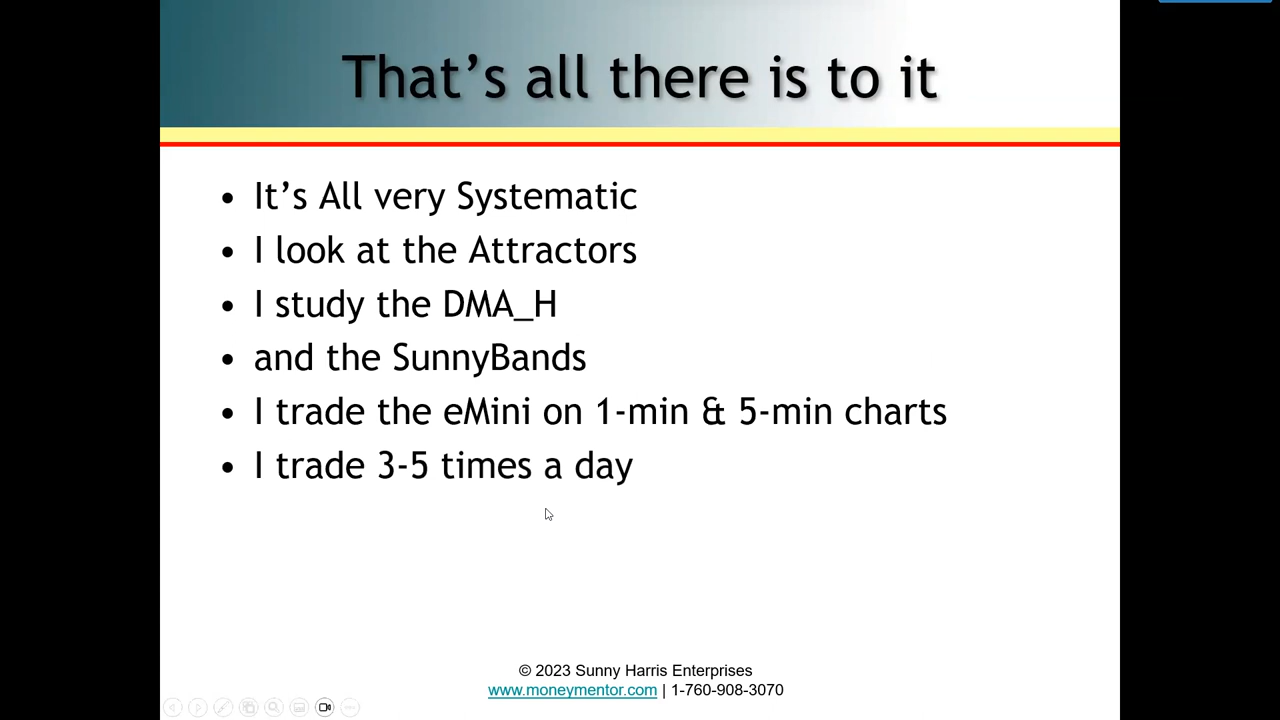 That's all there is to it
• It's All very Systematic
• I look at the Attractors
• I study the DMA_H
• and the SunnyBands
• I trade the eMini on 1-min & 5-min charts
• I trade 3-5 times a day
© 2023 Sunny Harris Enterprises
www.moneymentor.com | 1-760-908-3070